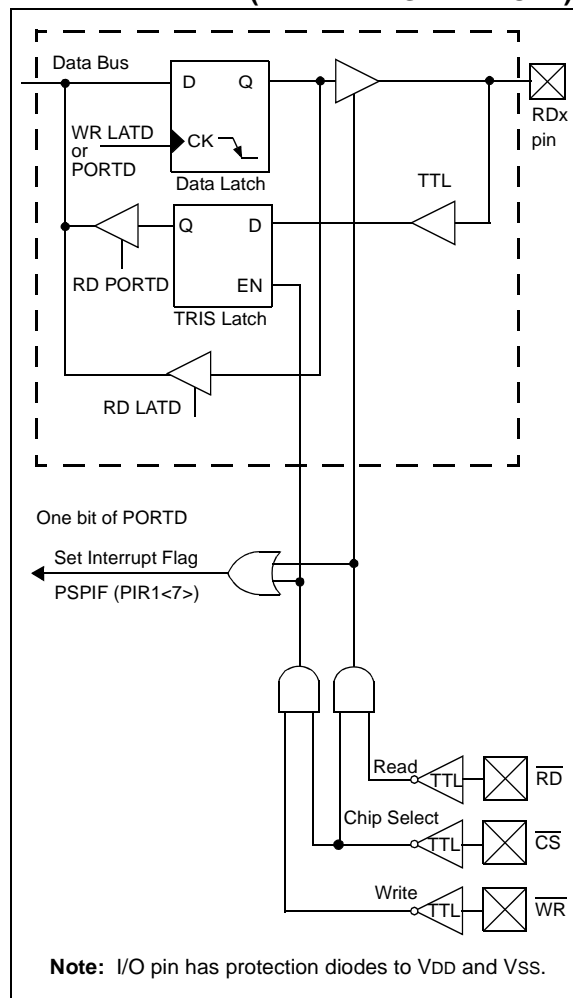 Data Bus
D Q
RDx
pin
WR LATD
or
PORTD
CK
Data Latch
TTL
Q D
RD PORTD
EN
TRIS Latch
RD LATD
One bit of PORTD
Set Interrupt Flag
PSPIF (PIR1<7>)
Read
TTL
RD
Chip Select
TTL
CS
Write
TTL
WR
Note: I/O pin has protection diodes to VDD and VSS.